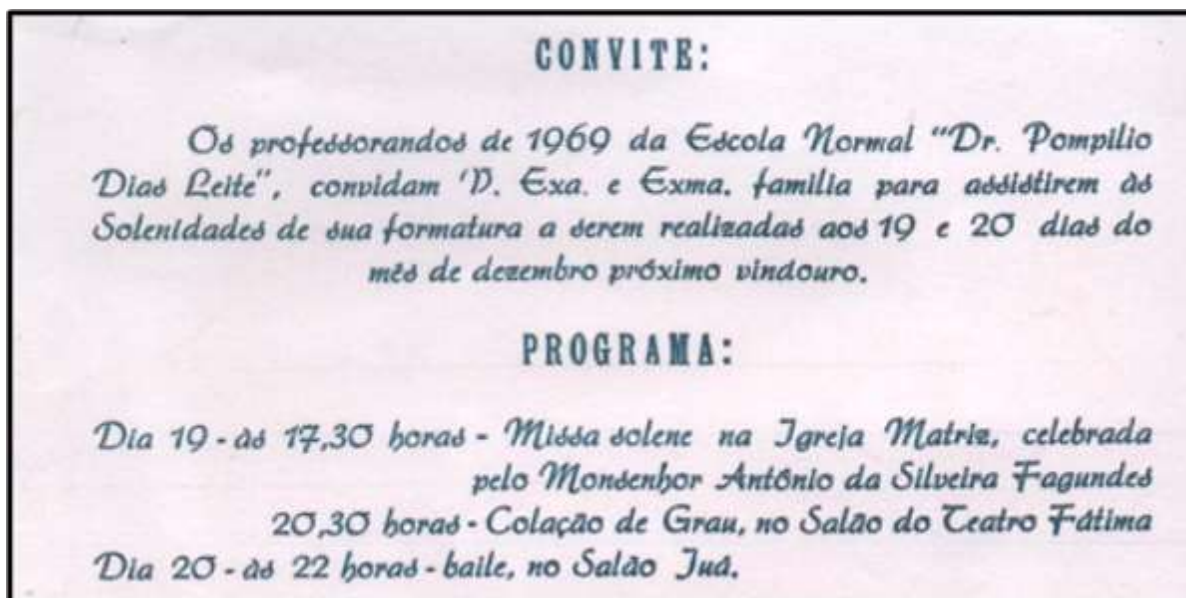 CONVITE:
Os professorandos de 1969 da Escola Normal "Dr. Pompilio
Dias Leite", convidam V. Exa. e Exma. familia para assistirem às
Solenidades de sua formatura a serem realizadas aos 19 e 20 dias do
mês de dezembro próximo vindouro.
PROGRAMA:
Dia 19 - às 17,30 horas - Missa solene na Igreja Matriz, celebrada
pelo Monsenhor Antônio da Silveira Fagundes
20,30 horas - Colação de Grau, no Salão do Teatro Fátima
Dia 20 - às 22 horas - baile, no Salão Juá.